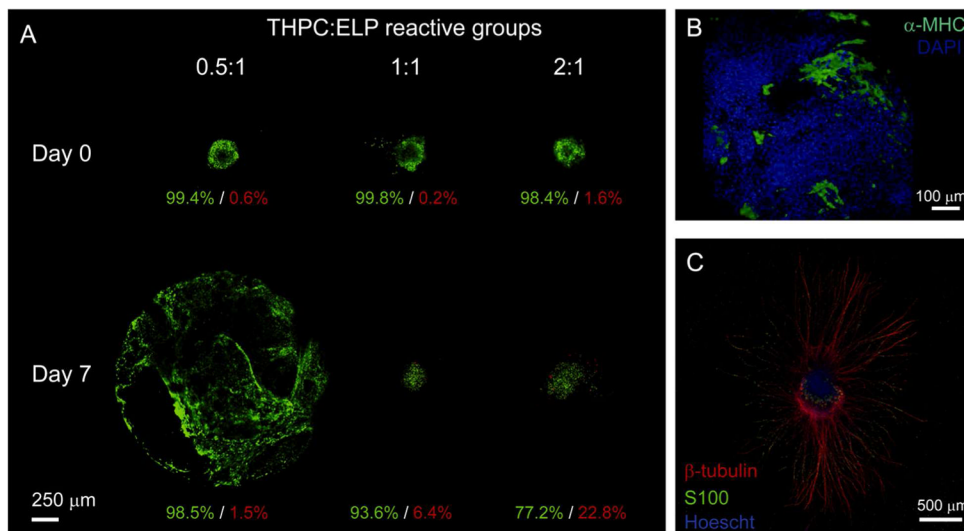 A
THPC:ELP reactive groups
0.5:1 1:1 2:1
Day 0
99.4% / 0.6% 99.8% / 0.2% 98.4% / 1.6%
Day 7
250 μm
98.5% / 1.5% 93.6% / 6.4% 77.2% / 22.8%
B
α-MHC
DAPI
100 μm
C
β-tubulin
S100
Hoescht
500 μm